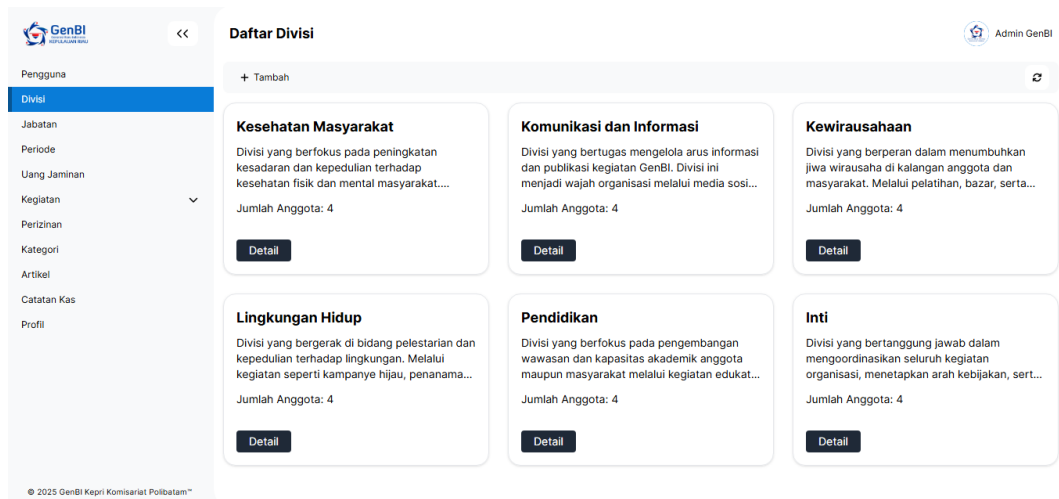 GenBI
KEPULAUAN RIAU
Daftar Divisi
Admin GenBI
Pengguna
Divisi
Jabatan
Periode
Uang Jaminan
Kegiatan
Perizinan
Kategori
Artikel
Catatan Kas
Profil
© 2025 GenBI Kepri Komisariat Polibatam™
+ Tambah
Kesehatan Masyarakat
Divisi yang berfokus pada peningkatan
kesadaran dan kepedulian terhadap
kesehatan fisik dan mental masyarakat....
Jumlah Anggota: 4
Detail
Komunikasi dan Informasi
Divisi yang bertugas mengelola arus informasi
dan publikasi kegiatan GenBI. Divisi ini
menjadi wajah organisasi melalui media sosi...
Jumlah Anggota: 4
Detail
Kewirausahaan
Divisi yang berperan dalam menumbuhkan
jiwa wirausaha di kalangan anggota dan
masyarakat. Melalui pelatihan, bazar, serta...
Jumlah Anggota: 4
Detail
Lingkungan Hidup
Divisi yang bergerak di bidang pelestarian dan
kepedulian terhadap lingkungan. Melalui
kegiatan seperti kampanye hijau, penanama...
Jumlah Anggota: 4
Detail
Pendidikan
Divisi yang berfokus pada pengembangan
wawasan dan kapasitas akademik anggota
maupun masyarakat melalui kegiatan edukat...
Jumlah Anggota: 4
Detail
Inti
Divisi yang bertanggung jawab dalam
mengoordinasikan seluruh kegiatan
organisasi, menetapkan arah kebijakan, sert...
Jumlah Anggota: 4
Detail